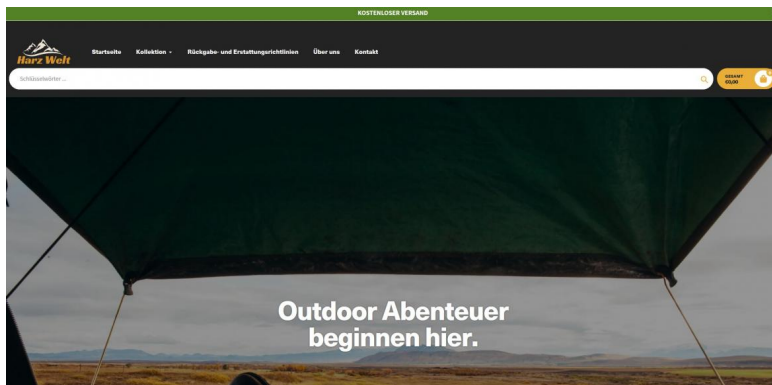 KOSTENLOSER VERSAND
Harz Welt
Startseite Kollektion Rückgabe- und Erstattungsrichtlinien Über uns Kontakt
Schlüsselwörter ...
GESAMT
€0,00
Outdoor Abenteuer
beginnen hier.